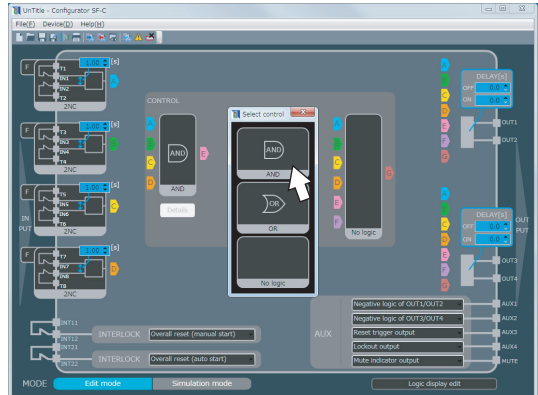 UnTitle - Configurator SF-C
File(F) Device(D) Help(H)
F
T1
IN1
IN2
T2
1.00
[s]
A
2NC
F
T3
IN3
IN4
T4
1.00
[s]
B
2NC
F
T5
IN5
IN6
T6
1.00
[s]
C
2NC
F
T7
IN7
IN8
T8
1.00
[s]
D
2NC
IN
PUT
CONTROL
A
B
C
D
AND
AND
E
Details
Select control
AND
AND
OR
OR
No logic
A
B
C
D
E
F
No logic
G
A
B
C
D
E
F
G
DELAY[s]
OFF 0.0
ON 0.0
OUT1
OUT2
A
B
C
D
E
F
G
DELAY[s]
OFF 0.0
ON 0.0
OUT3
OUT4
OUT
PUT
INT11
INT12
INTERLOCK Overall reset (manual start)
INT21
INT22
INTERLOCK Overall reset (auto start)
AUX
Negative logic of OUT1/OUT2 AUX1
Negative logic of OUT3/OUT4 AUX2
Reset trigger output AUX3
Lockout output AUX4
Mute indicator output MUTE
MODE Edit mode Simulation mode Logic display edit